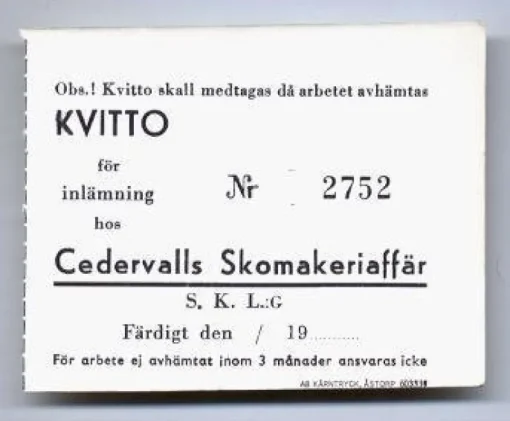 Obs.! Kvitto skall medtagas då arbetet avhämtas
KVITTO
för
inlämning
hos
Nr 2752
Cedervalls Skomakeriaffär
S. K. L.:G
Färdigt den / 19..........
För arbete ej avhämtat inom 3 månader ansvaras icke
AB KÄRNTRYCK, ÅSTORP